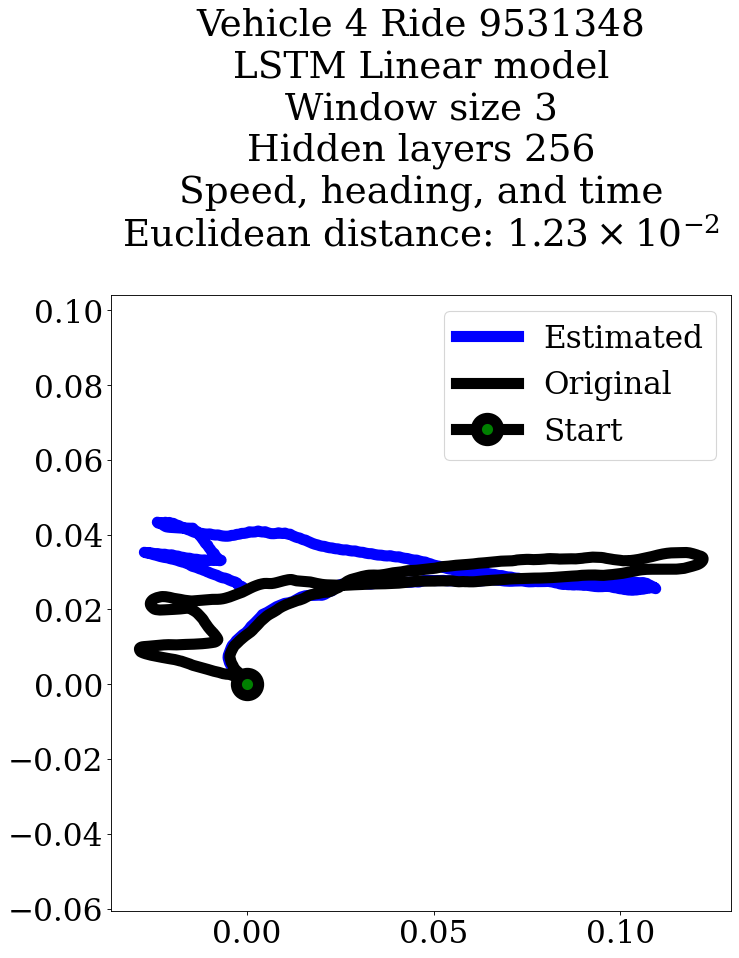 Vehicle 4 Ride 9531348
LSTM Linear model
Window size 3
Hidden layers 256
Speed, heading, and time
Euclidean distance: 1.23 × 10⁻²
Estimated
Original
Start
0.10
0.08
0.06
0.04
0.02
0.00
−0.02
−0.04
−0.06
0.00 0.05 0.10